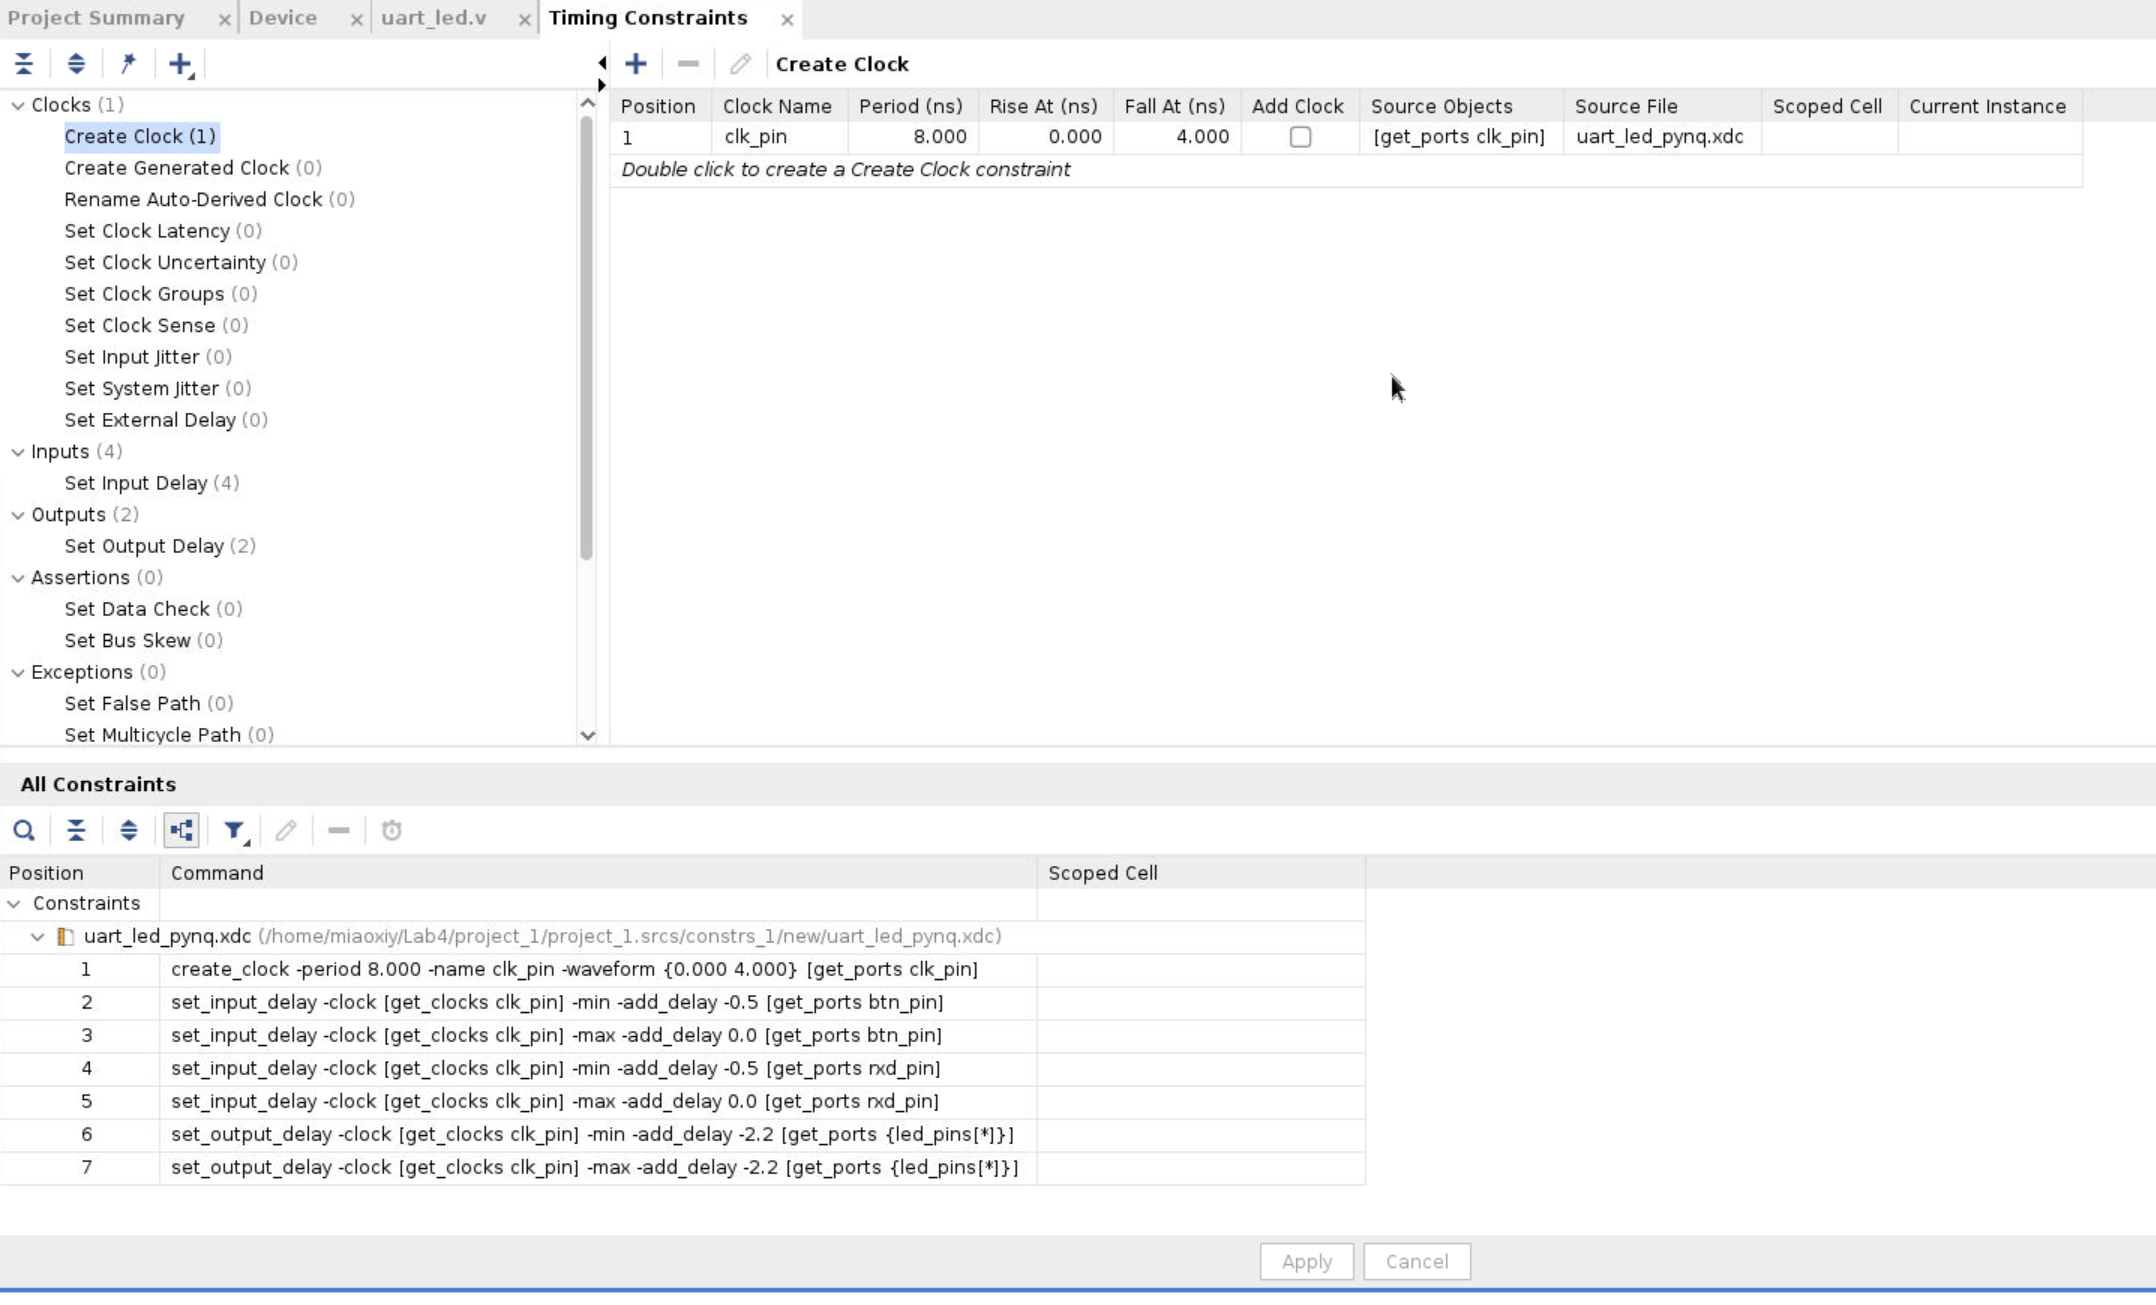 Project Summary
Device
uart_led.v
Timing Constraints
Clocks (1)
Create Clock (1)
Create Generated Clock (0)
Rename Auto-Derived Clock (0)
Set Clock Latency (0)
Set Clock Uncertainty (0)
Set Clock Groups (0)
Set Clock Sense (0)
Set Input Jitter (0)
Set System Jitter (0)
Set External Delay (0)
Inputs (4)
Set Input Delay (4)
Outputs (2)
Set Output Delay (2)
Assertions (0)
Set Data Check (0)
Set Bus Skew (0)
Exceptions (0)
Set False Path (0)
Set Multicycle Path (0)
Create Clock
Position Clock Name Period (ns) Rise At (ns) Fall At (ns) Add Clock Source Objects Source File Scoped Cell Current Instance
1 clk_pin 8.000 0.000 4.000 [get_ports clk_pin] uart_led_pynq.xdc
Double click to create a Create Clock constraint
All Constraints
Position Command Scoped Cell
Constraints
uart_led_pynq.xdc (/home/miaoxiy/Lab4/project_1/project_1.srcs/constrs_1/new/uart_led_pynq.xdc)
1 create_clock -period 8.000 -name clk_pin -waveform {0.000 4.000} [get_ports clk_pin]
2 set_input_delay -clock [get_clocks clk_pin] -min -add_delay -0.5 [get_ports btn_pin]
3 set_input_delay -clock [get_clocks clk_pin] -max -add_delay 0.0 [get_ports btn_pin]
4 set_input_delay -clock [get_clocks clk_pin] -min -add_delay -0.5 [get_ports rxd_pin]
5 set_input_delay -clock [get_clocks clk_pin] -max -add_delay 0.0 [get_ports rxd_pin]
6 set_output_delay -clock [get_clocks clk_pin] -min -add_delay -2.2 [get_ports {led_pins[*]}]
7 set_output_delay -clock [get_clocks clk_pin] -max -add_delay -2.2 [get_ports {led_pins[*]}]
Apply Cancel